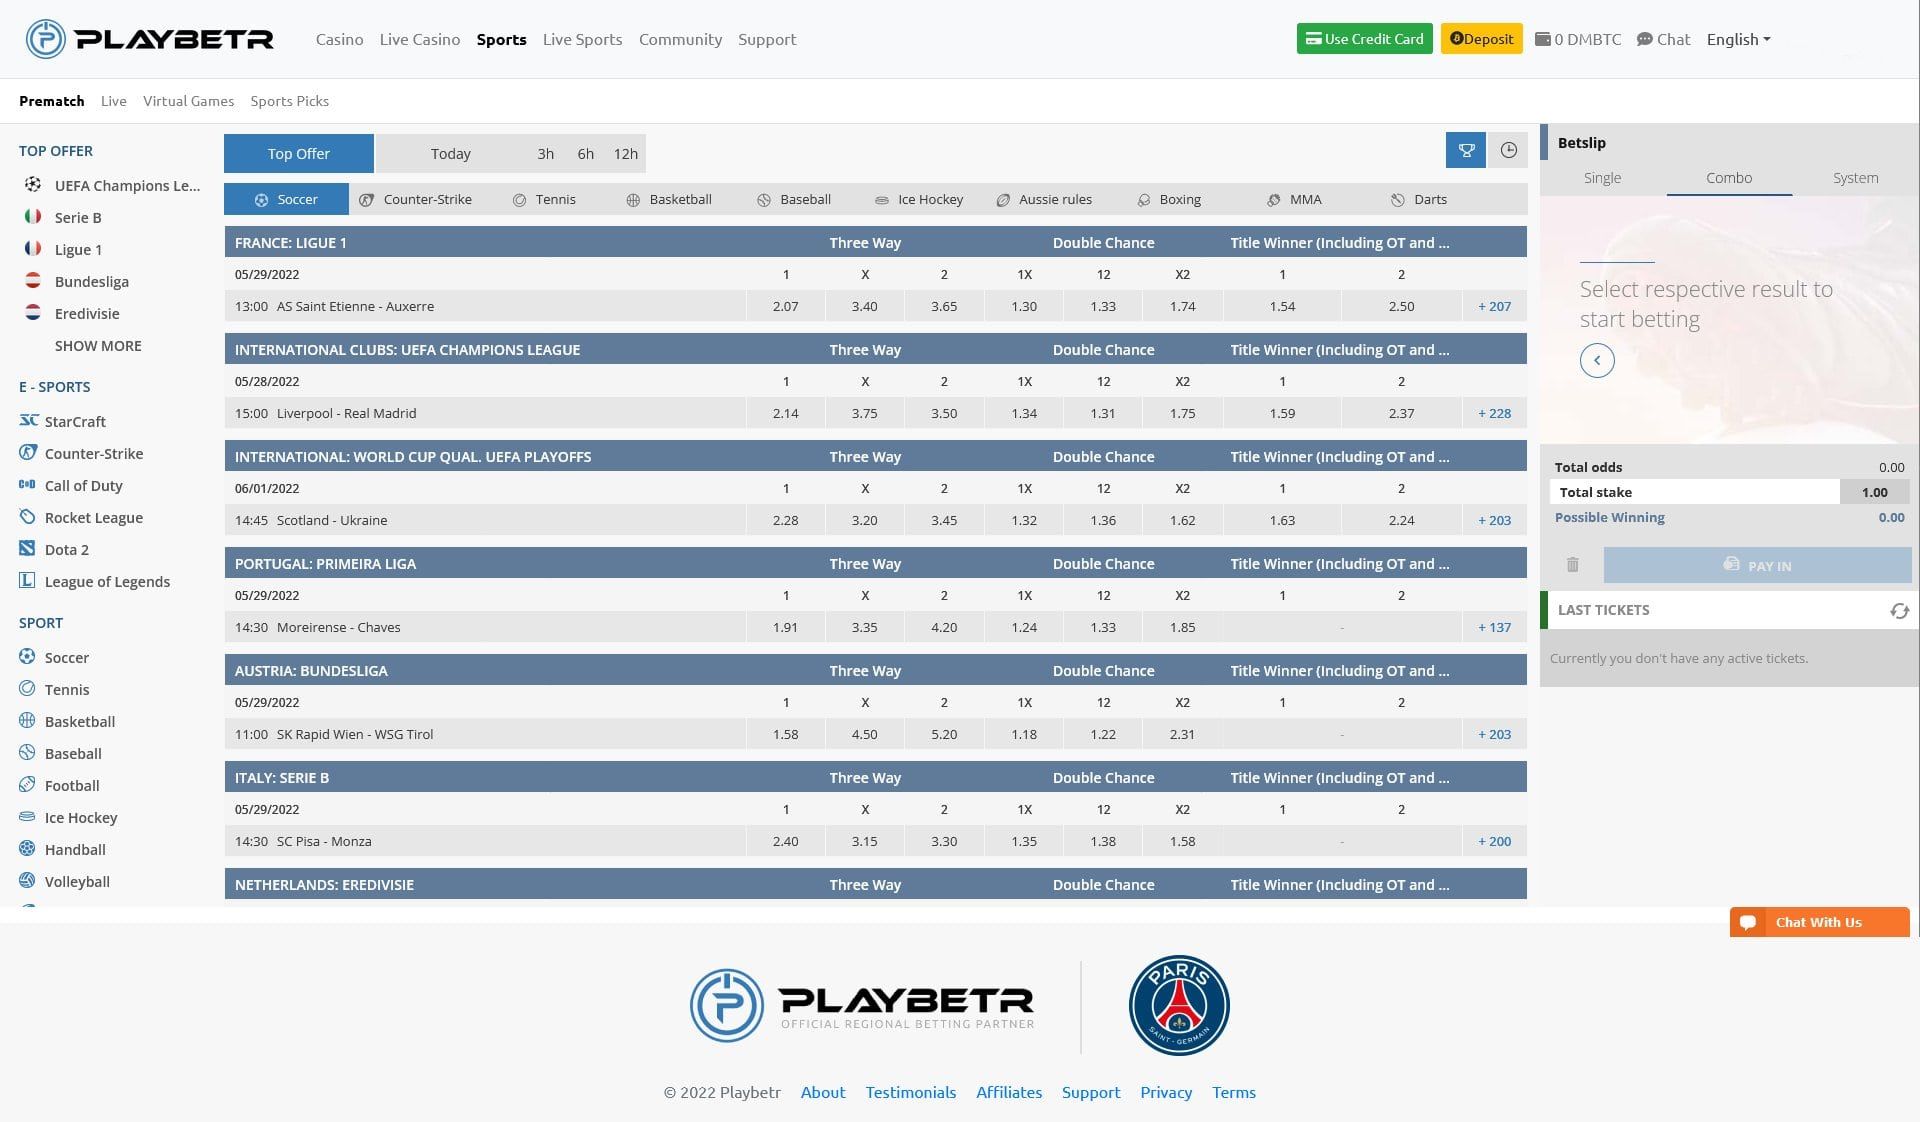 PLAYBETR Casino Live Casino Sports Live Sports Community Support Use Credit Card Deposit 0 DMBTC Chat English
Prematch Live Virtual Games Sports Picks
TOP OFFER
UEFA Champions Le...
Serie B
Ligue 1
Bundesliga
Eredivisie
SHOW MORE
E - SPORTS
StarCraft
Counter-Strike
Call of Duty
Rocket League
Dota 2
League of Legends
SPORT
Soccer
Tennis
Basketball
Baseball
Football
Ice Hockey
Handball
Volleyball
Top Offer Today 3h 6h 12h
Soccer Counter-Strike Tennis Basketball Baseball Ice Hockey Aussie rules Boxing MMA Darts
FRANCE: LIGUE 1 Three Way Double Chance Title Winner (Including OT and ...
05/29/2022 1 X 2 1X 12 X2 1 2
13:00 AS Saint Etienne - Auxerre 2.07 3.40 3.65 1.30 1.33 1.74 1.54 2.50 + 207
INTERNATIONAL CLUBS: UEFA CHAMPIONS LEAGUE Three Way Double Chance Title Winner (Including OT and ...
05/28/2022 1 X 2 1X 12 X2 1 2
15:00 Liverpool - Real Madrid 2.14 3.75 3.50 1.34 1.31 1.75 1.59 2.37 + 228
INTERNATIONAL: WORLD CUP QUAL. UEFA PLAYOFFS Three Way Double Chance Title Winner (Including OT and ...
06/01/2022 1 X 2 1X 12 X2 1 2
14:45 Scotland - Ukraine 2.28 3.20 3.45 1.32 1.36 1.62 1.63 2.24 + 203
PORTUGAL: PRIMEIRA LIGA Three Way Double Chance Title Winner (Including OT and ...
05/29/2022 1 X 2 1X 12 X2 1 2
14:30 Moreirense - Chaves 1.91 3.35 4.20 1.24 1.33 1.85 - + 137
AUSTRIA: BUNDESLIGA Three Way Double Chance Title Winner (Including OT and ...
05/29/2022 1 X 2 1X 12 X2 1 2
11:00 SK Rapid Wien - WSG Tirol 1.58 4.50 5.20 1.18 1.22 2.31 - + 203
ITALY: SERIE B Three Way Double Chance Title Winner (Including OT and ...
05/29/2022 1 X 2 1X 12 X2 1 2
14:30 SC Pisa - Monza 2.40 3.15 3.30 1.35 1.38 1.58 - + 200
NETHERLANDS: EREDIVISIE Three Way Double Chance Title Winner (Including OT and ...
Betslip
Single Combo System
Select respective result to
start betting
Total odds 0.00
Total stake 1.00
Possible Winning 0.00
PAY IN
LAST TICKETS
Currently you don't have any active tickets.
Chat With Us
PLAYBETR
OFFICIAL REGIONAL BETTING PARTNER
PARIS
SAINT-GERMAIN
© 2022 Playbetr About Testimonials Affiliates Support Privacy Terms